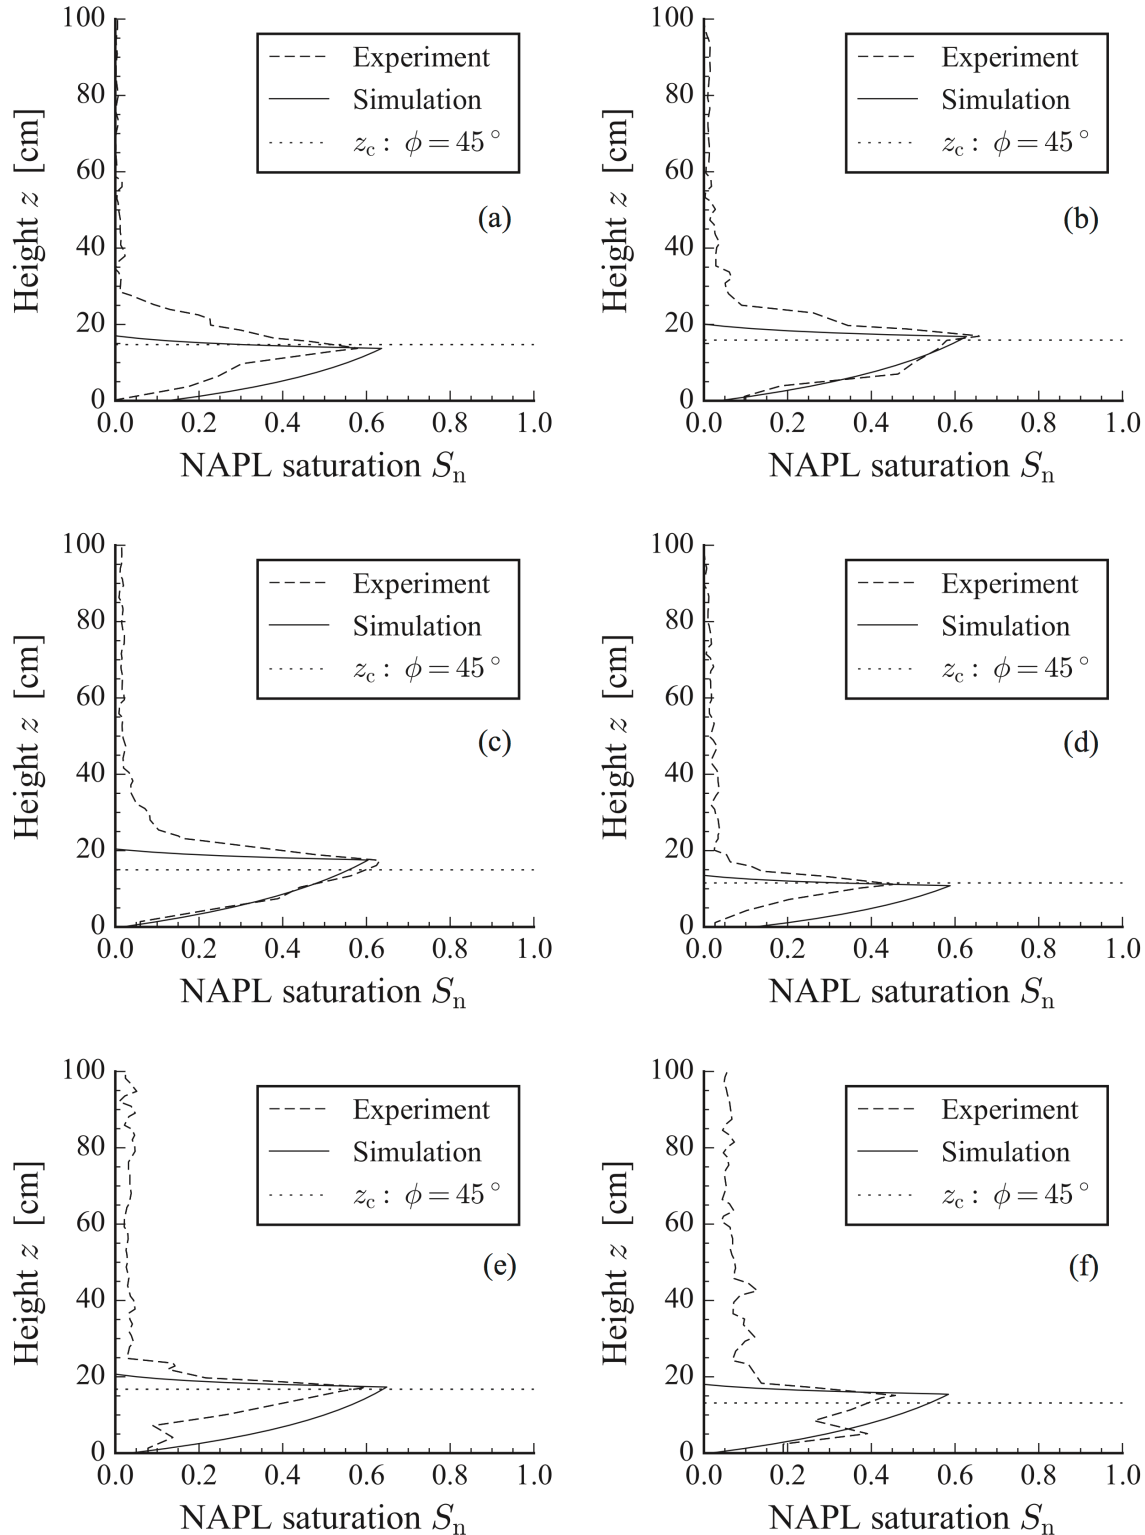 100
80
60
40
20
0
Height z [cm]
Experiment
Simulation
z_c : ϕ = 45°
(a)
0.0 0.2 0.4 0.6 0.8 1.0
NAPL saturation S_n
100
80
60
40
20
0
Height z [cm]
Experiment
Simulation
z_c : ϕ = 45°
(b)
0.0 0.2 0.4 0.6 0.8 1.0
NAPL saturation S_n
100
80
60
40
20
0
Height z [cm]
Experiment
Simulation
z_c : ϕ = 45°
(c)
0.0 0.2 0.4 0.6 0.8 1.0
NAPL saturation S_n
100
80
60
40
20
0
Height z [cm]
Experiment
Simulation
z_c : ϕ = 45°
(d)
0.0 0.2 0.4 0.6 0.8 1.0
NAPL saturation S_n
100
80
60
40
20
0
Height z [cm]
Experiment
Simulation
z_c : ϕ = 45°
(e)
0.0 0.2 0.4 0.6 0.8 1.0
NAPL saturation S_n
100
80
60
40
20
0
Height z [cm]
Experiment
Simulation
z_c : ϕ = 45°
(f)
0.0 0.2 0.4 0.6 0.8 1.0
NAPL saturation S_n